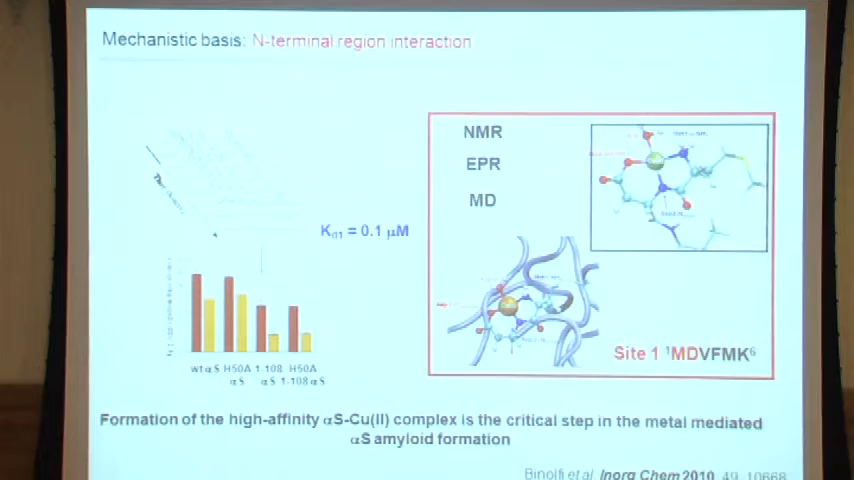 Mechanistic basis: N-terminal region interaction
NMR
EPR
MD
Kd1 = 0.1 μM
Site 1 ¹MDVFMK⁶
wt αS H50A 1-108 H50A
αS αS 1-108 αS
Formation of the high-affinity αS-Cu(II) complex is the critical step in the metal mediated
αS amyloid formation
Binolfi et al, Inorg Chem 2010, 49, 10668